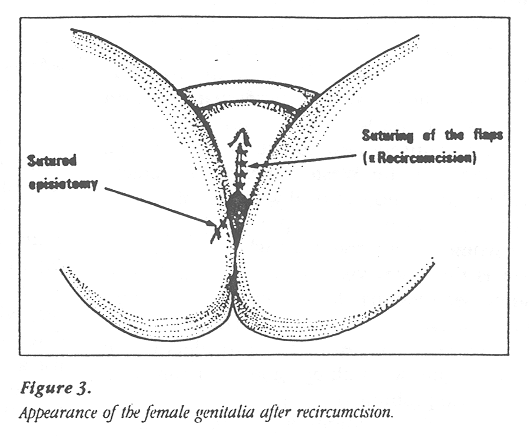 Suturing of the flaps
(= Recircumcision)
Sutured
episiotomy
Figure 3.
Appearance of the female genitalia after recircumcision.